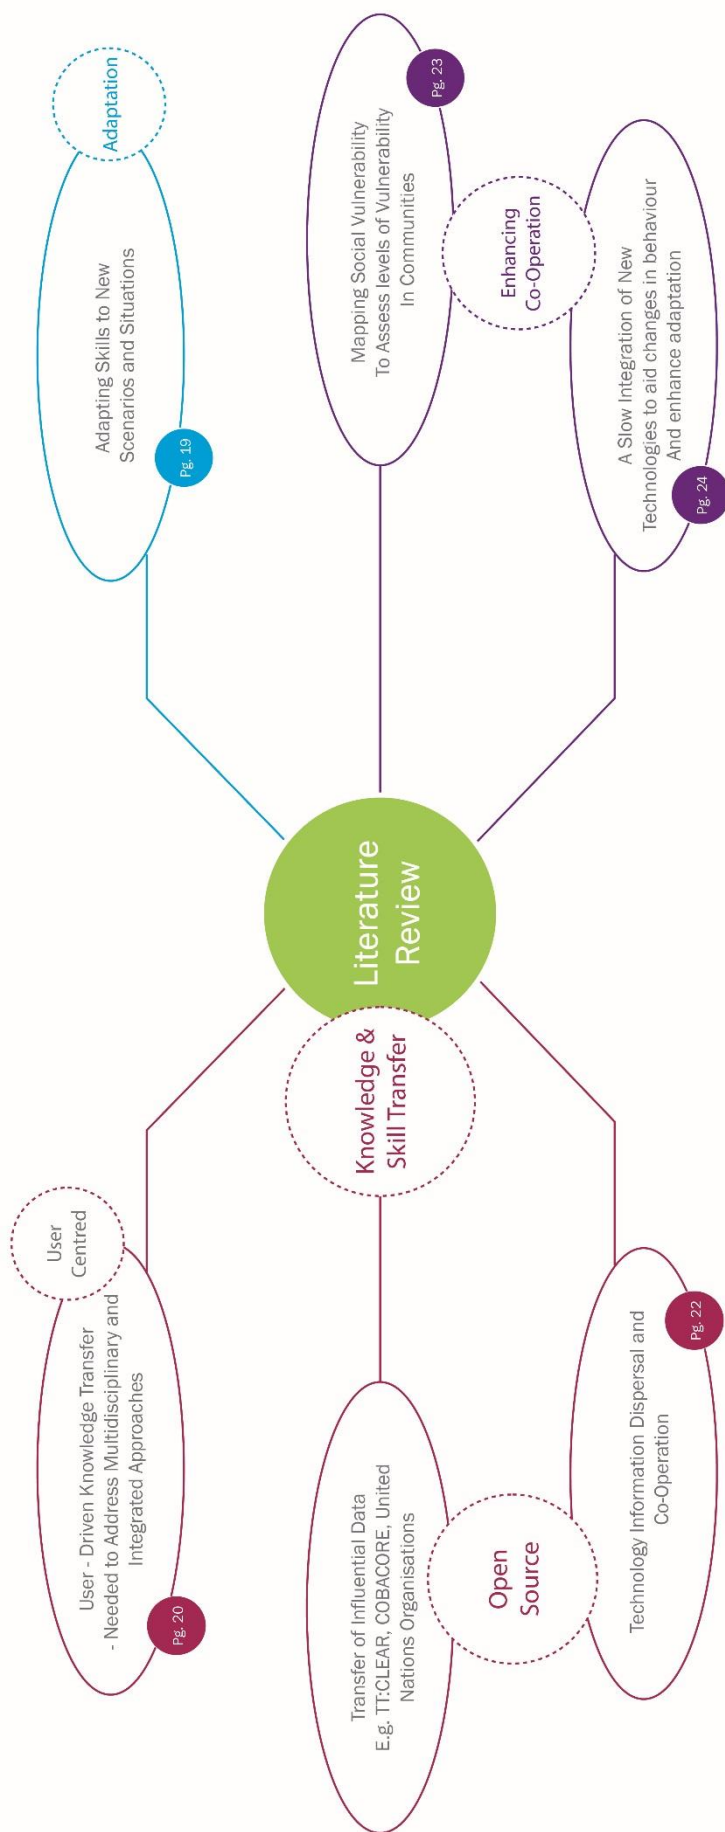 User
Centred
User - Driven Knowledge Transfer
- Needed to Address Multidisciplinary and
Integrated Approaches
Pg. 20
Transfer of Influential Data
E.g. TT:CLEAR, COBACORE, United
Nations Organisations
Open
Source
Technology Information Dispersal and
Co-Operation
Pg. 22
Knowledge &
Skill Transfer
Literature
Review
Adaptation
Adapting Skills to New
Scenarios and Situations
Pg. 19
Mapping Social Vulnerability
To Assess levels of Vulnerability
In Communities
Pg. 23
Enhancing
Co-Operation
A Slow Integration of New
Technologies to aid changes in behaviour
And enhance adaptation
Pg. 24